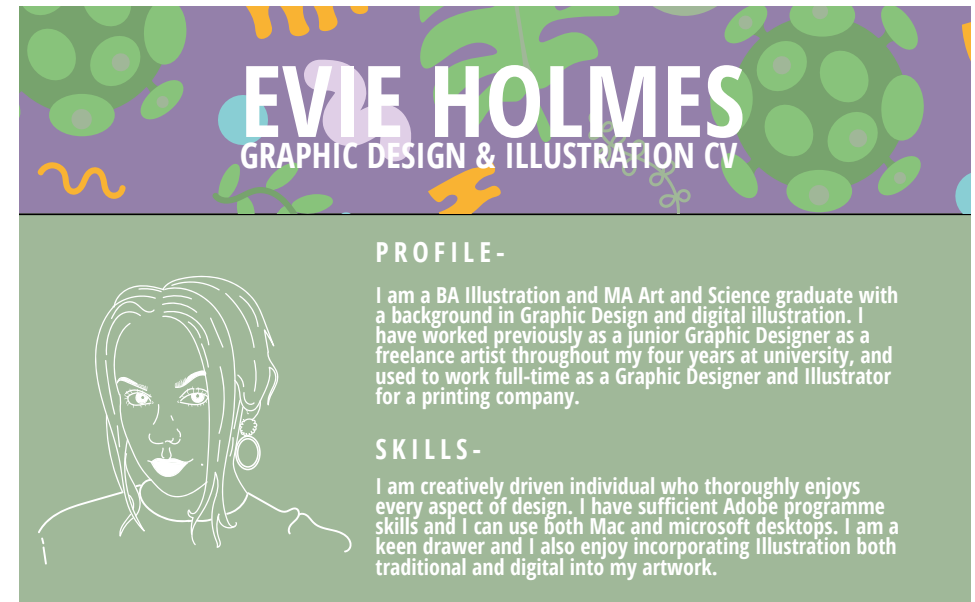 EVIE HOLMES
GRAPHIC DESIGN & ILLUSTRATION CV
PROFILE-
I am a BA Illustration and MA Art and Science graduate with
a background in Graphic Design and digital illustration. I
have worked previously as a junior Graphic Designer as a
freelance artist throughout my four years at university, and
used to work full-time as a Graphic Designer and Illustrator
for a printing company.
SKILLS-
I am creatively driven individual who thoroughly enjoys
every aspect of design. I have sufficient Adobe programme
skills and I can use both Mac and microsoft desktops. I am a
keen drawer and I also enjoy incorporating Illustration both
traditional and digital into my artwork.